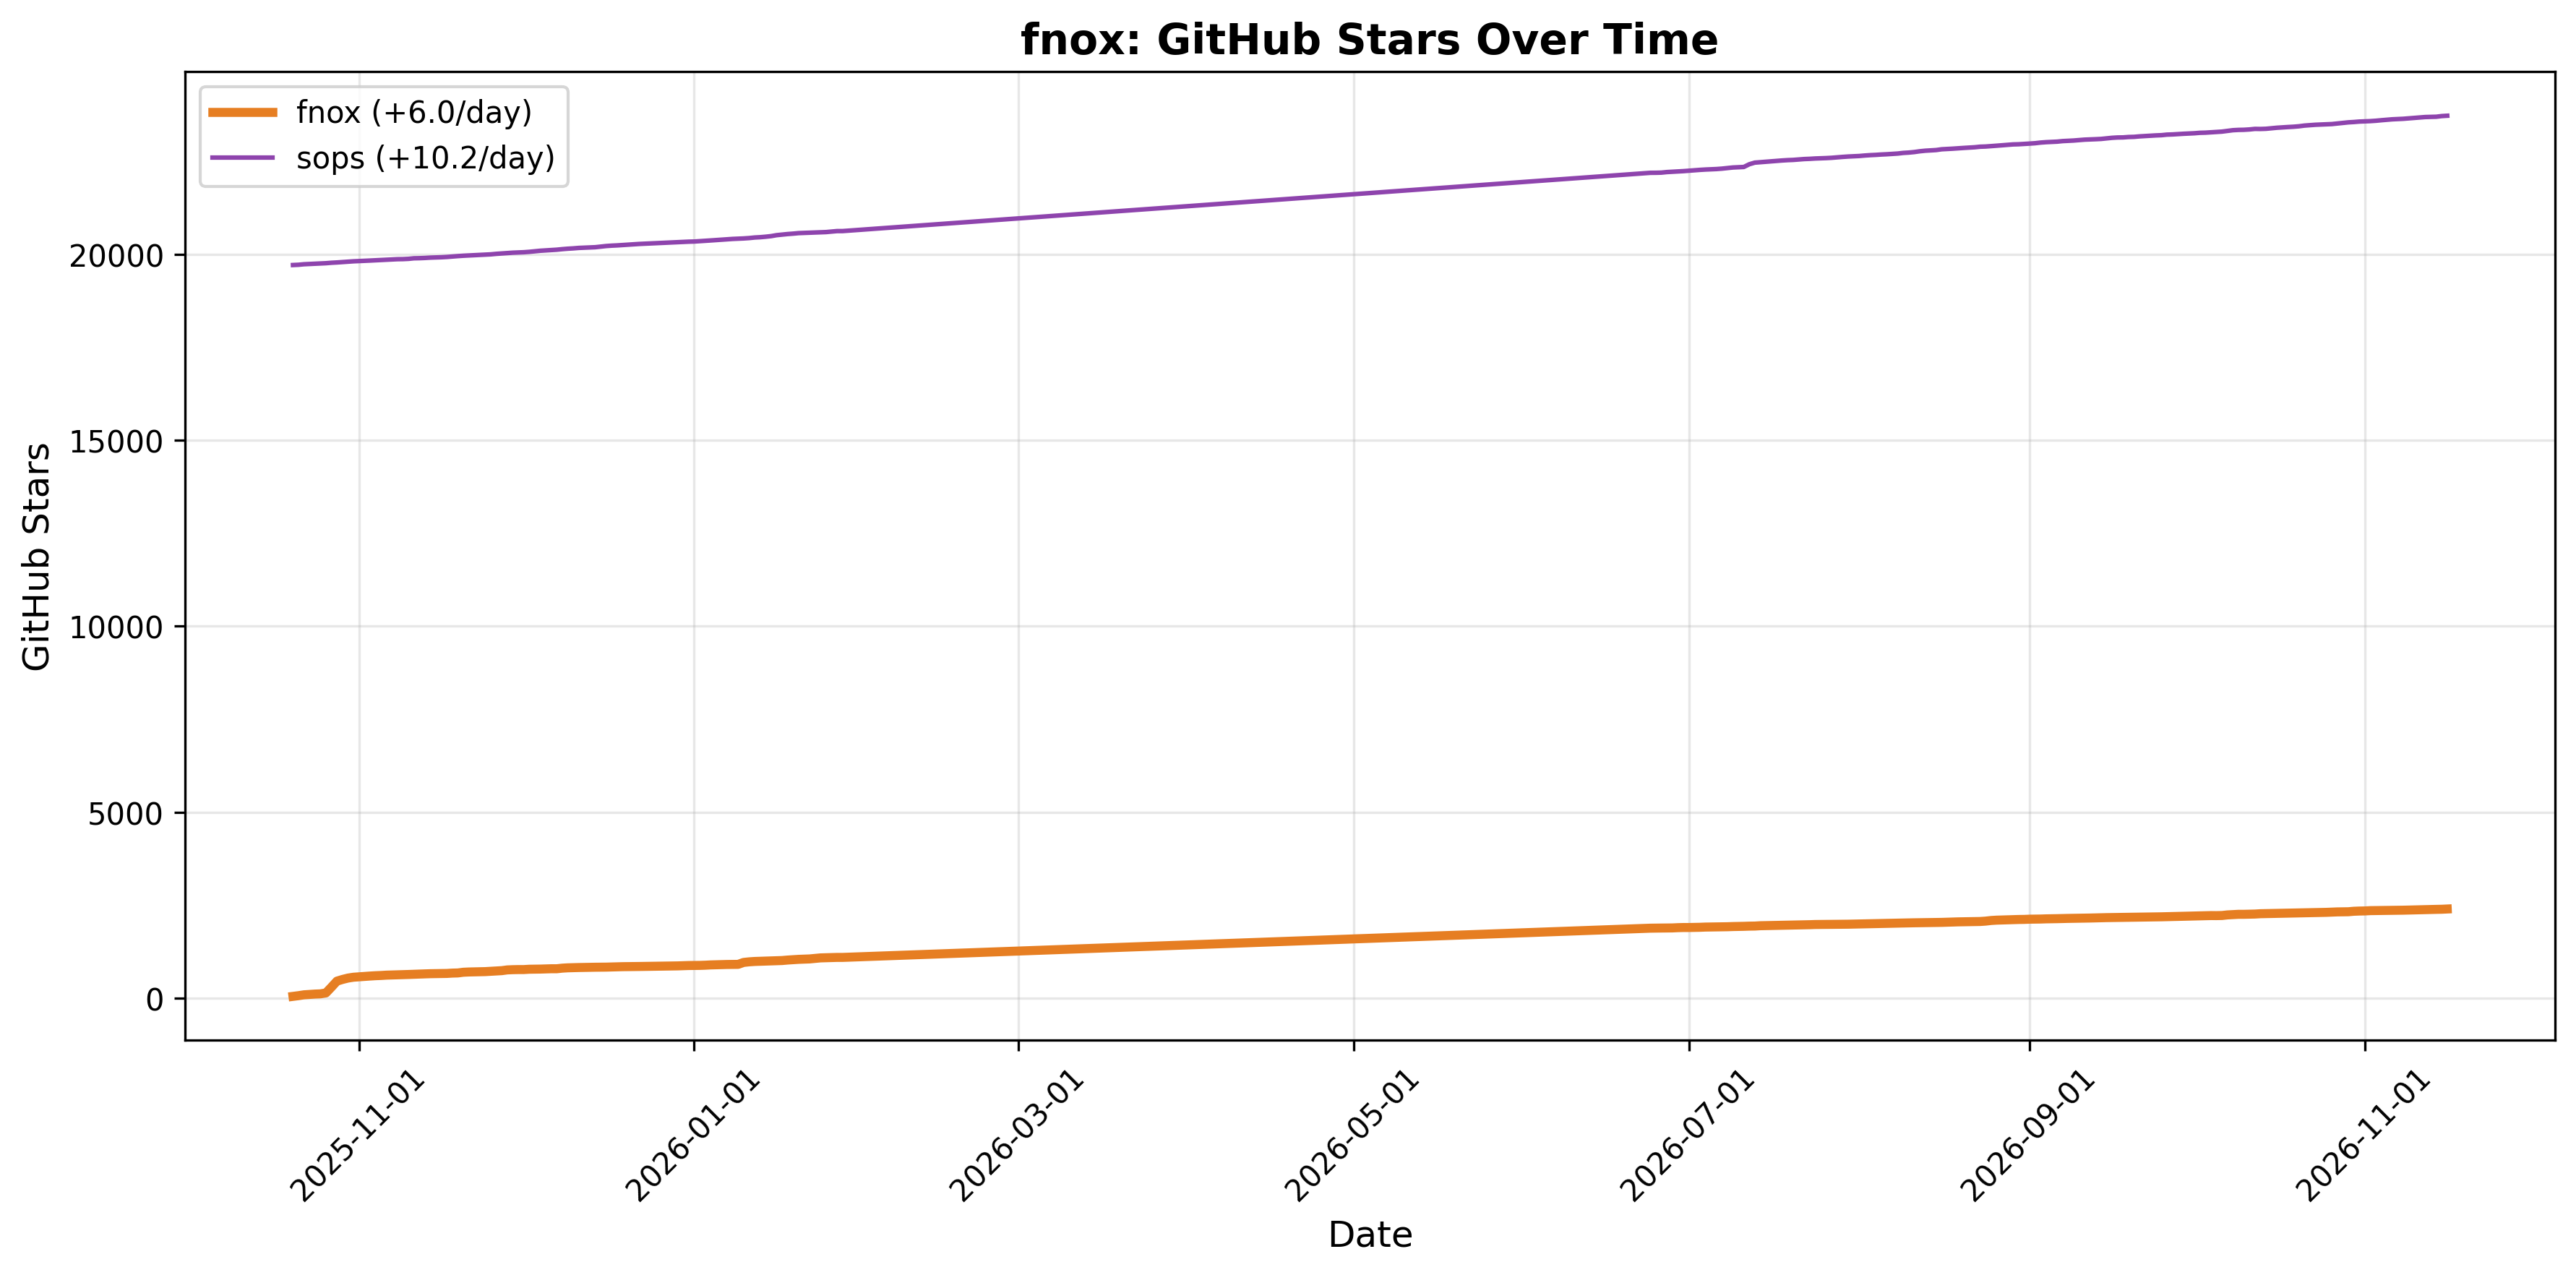 fnox: GitHub Stars Over Time
fnox (+6.0/day)
sops (+10.2/day)
GitHub Stars
20000
15000
10000
5000
0
2025-11-01
2026-01-01
2026-03-01
2026-05-01
2026-07-01
2026-09-01
2026-11-01
Date